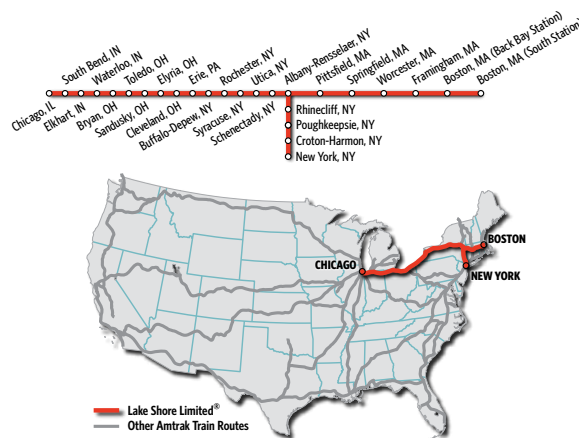 Chicago, IL
South Bend, IN
Elkhart, IN
Waterloo, IN
Bryan, OH
Toledo, OH
Sandusky, OH
Elyria, OH
Cleveland, OH
Erie, PA
Buffalo-Depew, NY
Rochester, NY
Syracuse, NY
Utica, NY
Schenectady, NY
Albany-Rensselaer, NY
Pittsfield, MA
Springfield, MA
Worcester, MA
Framingham, MA
Boston, MA (Back Bay Station)
Boston, MA (South Station)
Rhinecliff, NY
Poughkeepsie, NY
Croton-Harmon, NY
New York, NY
BOSTON
CHICAGO
NEW YORK
Lake Shore Limited®
Other Amtrak Train Routes